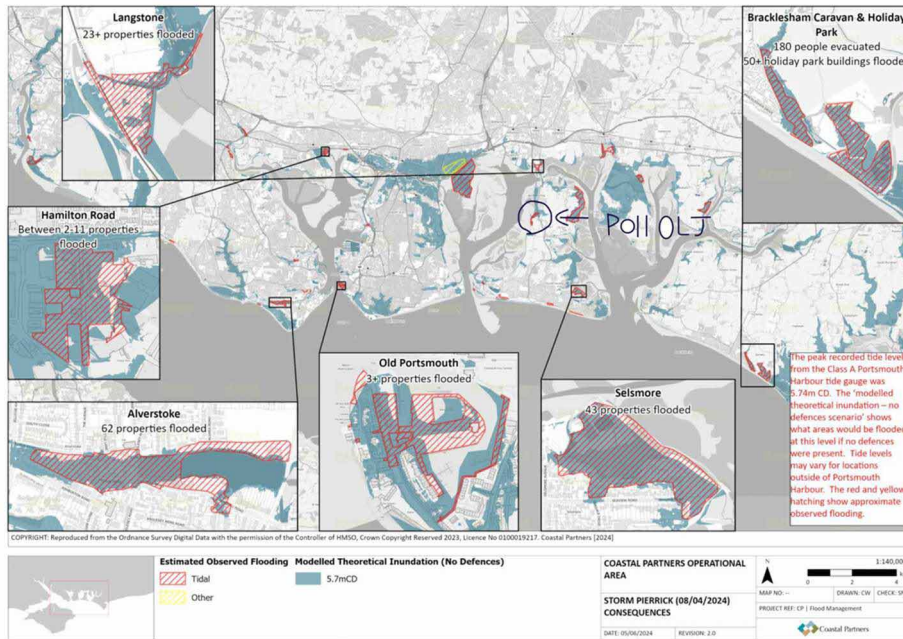 Langstone
23+ properties flooded
Bracklesham Caravan & Holiday
Park
180 people evacuated
50+ holiday park buildings floode
Hamilton Road
Between 2-11 properties
flooded
← Poll OLJ
Alverstoke
62 properties flooded
Old Portsmouth
3+ properties flooded
Selsmore
43 properties flooded
The peak recorded tide level
from the Class A Portsmouth
Harbour tide gauge was
5.74m CD. The 'modelled
theoretical inundation – no
defences scenario' shows
what areas would be flooded
at this level if no defences
were present. Tide levels
may vary for locations
outside of Portsmouth
Harbour. The red and yellow
hatching show approximate
observed flooding.
COPYRIGHT: Reproduced from the Ordnance Survey Digital Data with the permission of the Controller of HMSO, Crown Copyright Reserved 2023, Licence No 0100019217. Coastal Partners [2024]
Estimated Observed Flooding
Tidal
Other
Modelled Theoretical Inundation (No Defences)
5.7mCD
COASTAL PARTNERS OPERATIONAL
AREA
STORM PIERRICK (08/04/2024)
CONSEQUENCES
DATE: 05/06/2024 REVISION: 2.0
N
1:140,00
0 2 4
MAP NO: -- DRAWN: CW CHECK: SM
PROJECT REF: CP | Flood Management
Coastal Partners